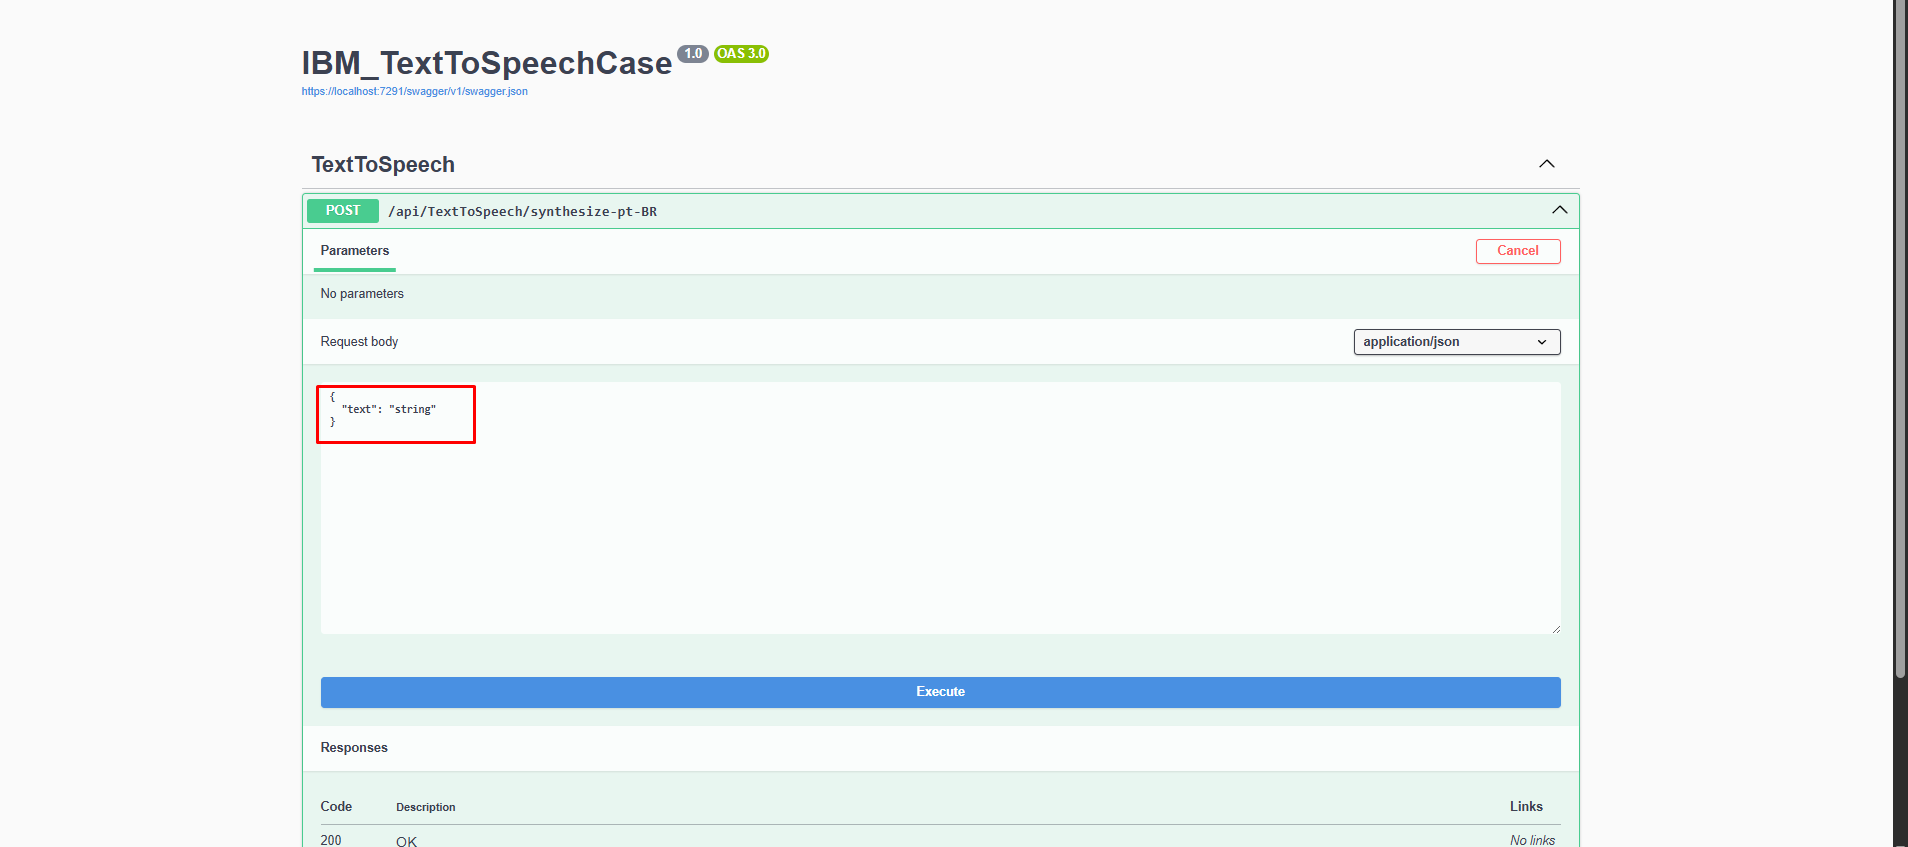 IBM_TextToSpeechCase 1.0 OAS 3.0
https://localhost:7291/swagger/v1/swagger.json
TextToSpeech
POST /api/TextToSpeech/synthesize-pt-BR
Parameters Cancel
No parameters
Request body application/json
{
"text": "string"
}
Execute
Responses
Code Description Links
200 OK No links